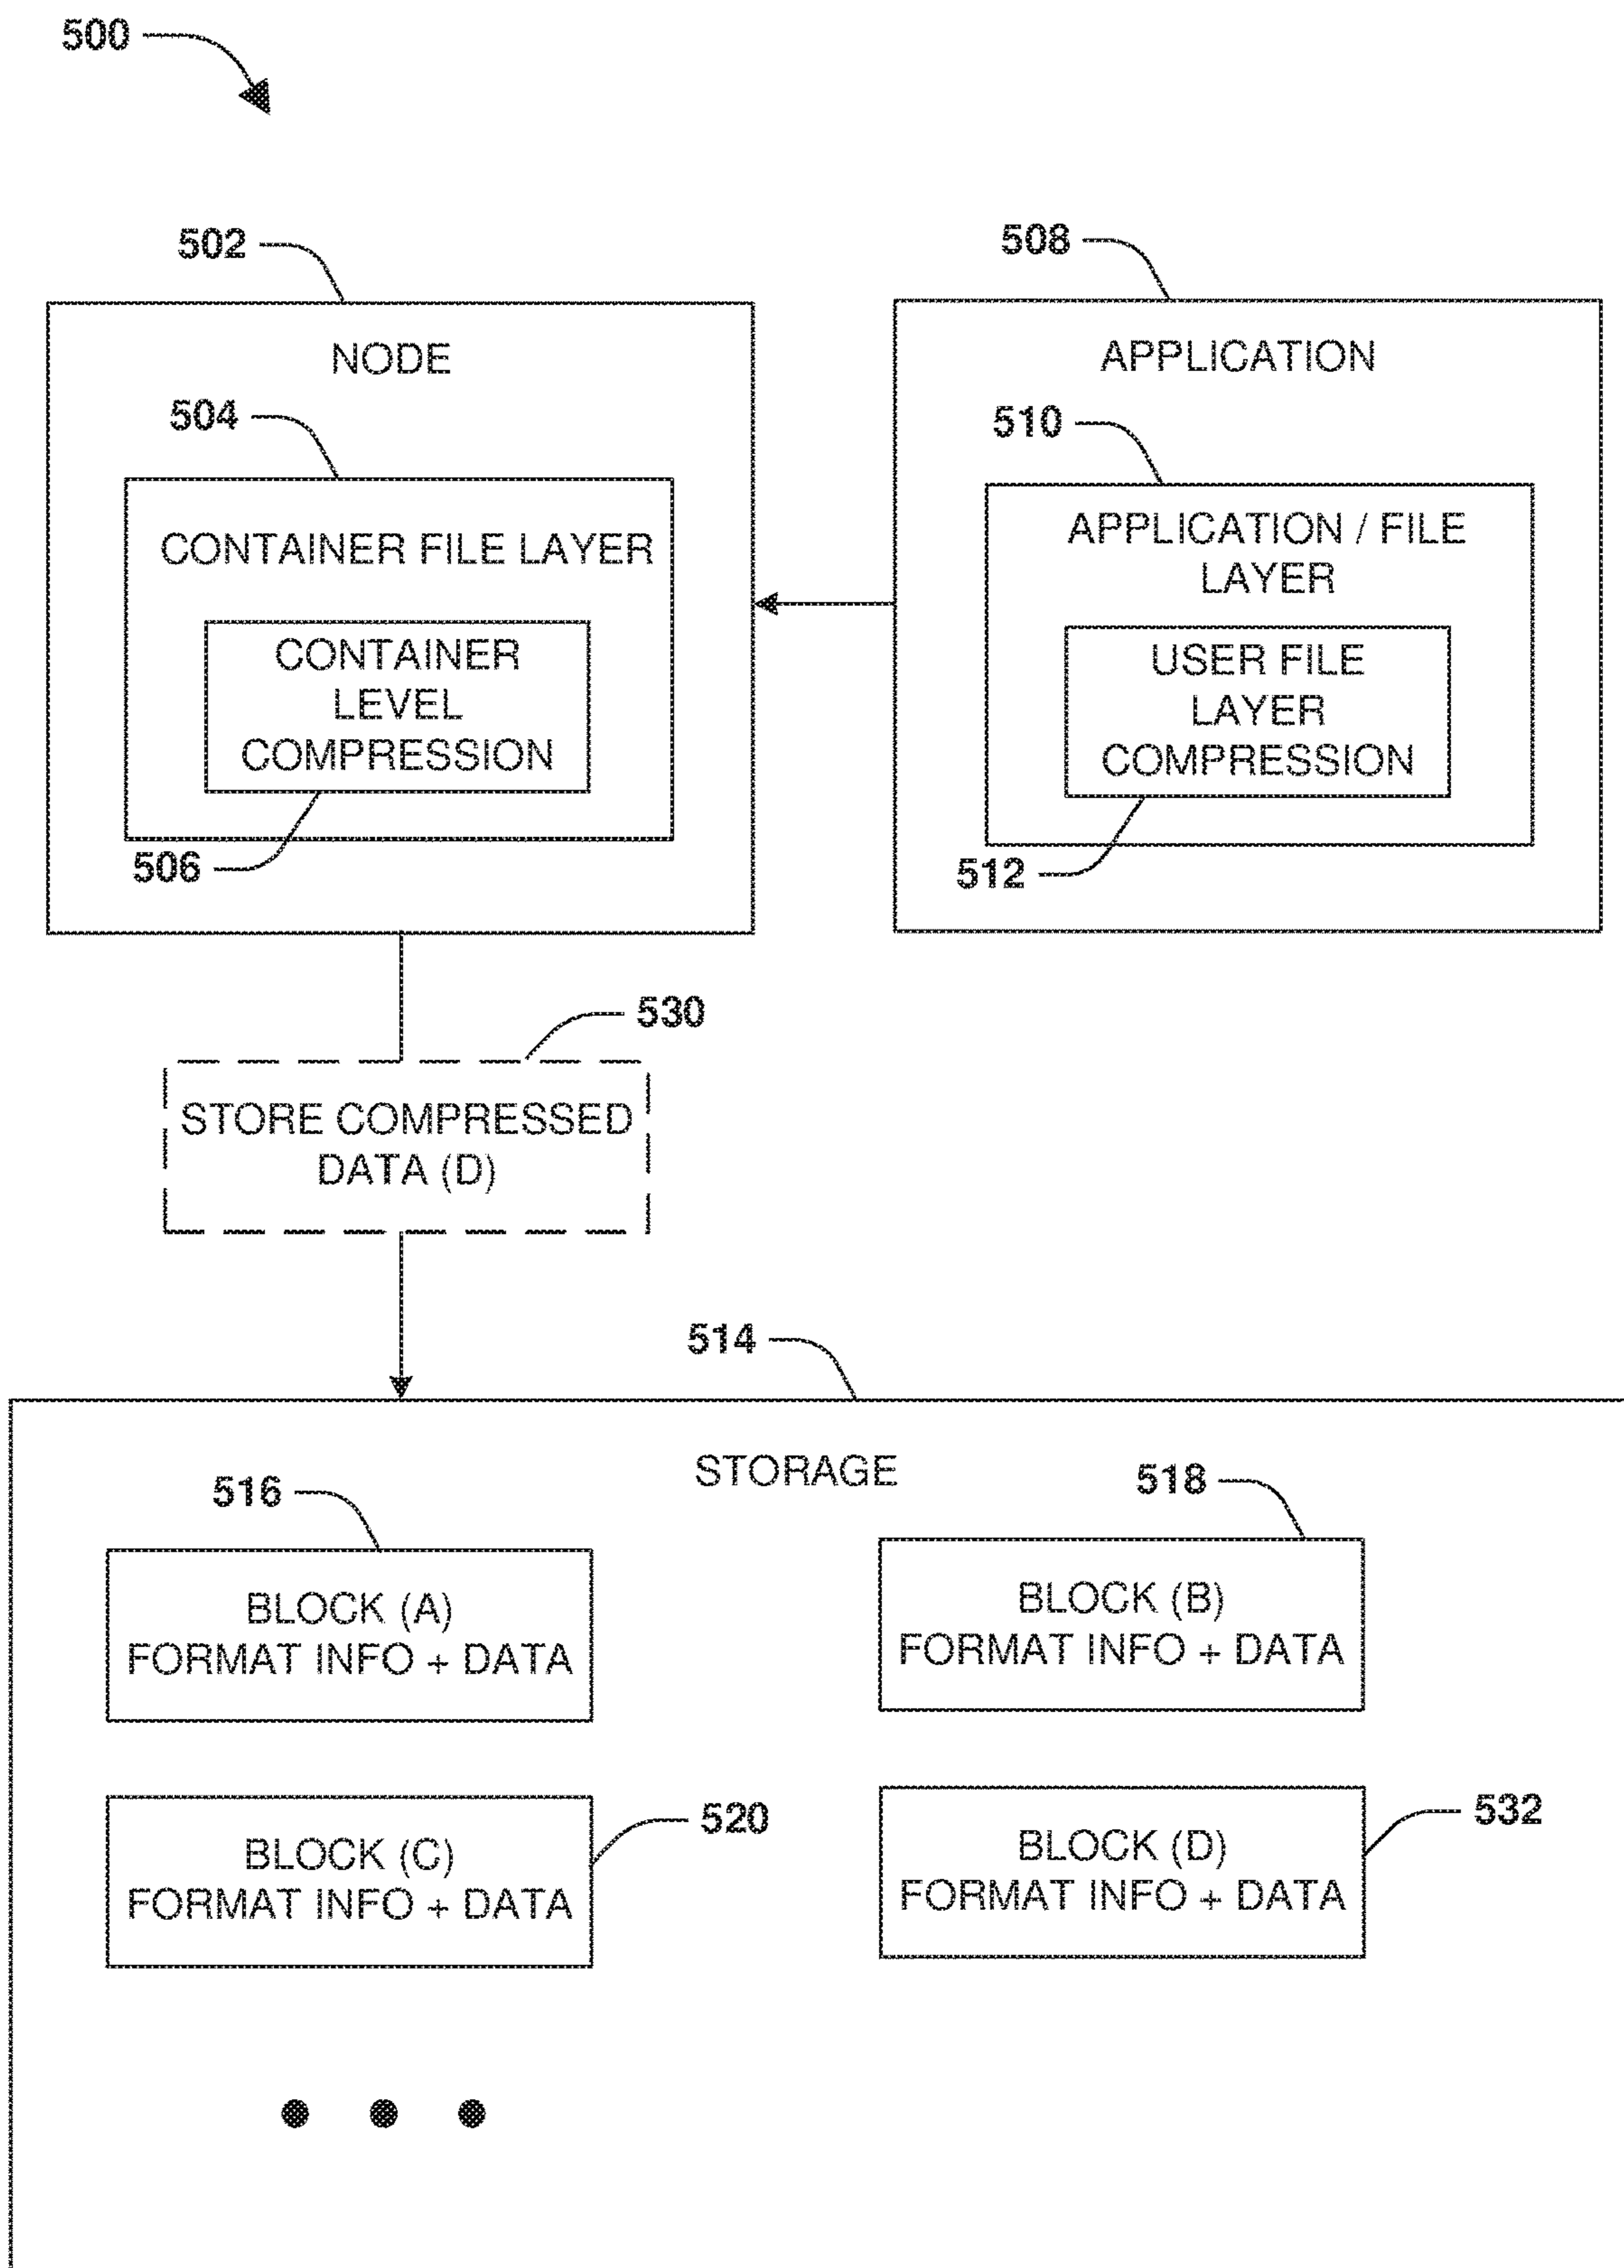 500
502
508
NODE
APPLICATION
504
510
CONTAINER FILE LAYER
APPLICATION / FILE
LAYER
CONTAINER
LEVEL
COMPRESSION
USER FILE
LAYER
COMPRESSION
506
512
530
STORE COMPRESSED
DATA (D)
514
STORAGE
516
518
BLOCK (A)
FORMAT INFO + DATA
BLOCK (B)
FORMAT INFO + DATA
520
532
BLOCK (C)
FORMAT INFO + DATA
BLOCK (D)
FORMAT INFO + DATA